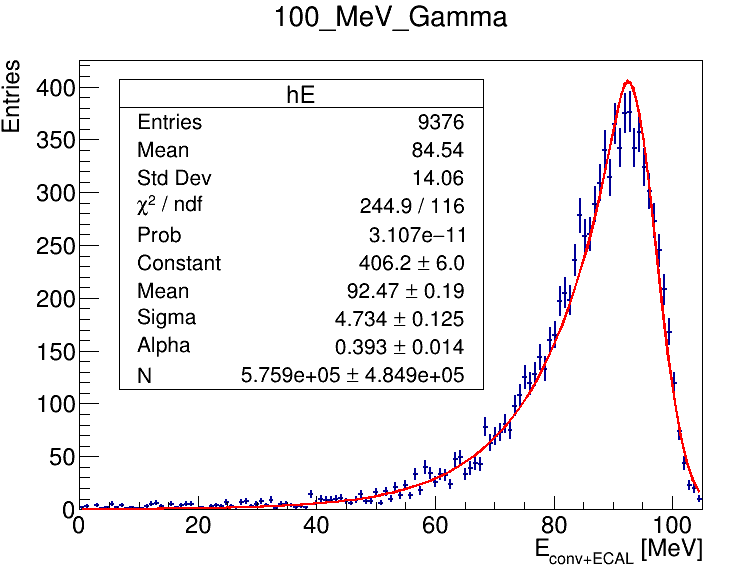 100_MeV_Gamma
Entries
hE
Entries 9376
Mean 84.54
Std Dev 14.06
χ² / ndf 244.9 / 116
Prob 3.107e−11
Constant 406.2 ± 6.0
Mean 92.47 ± 0.19
Sigma 4.734 ± 0.125
Alpha 0.393 ± 0.014
N 5.759e+05 ± 4.849e+05
400
350
300
250
200
150
100
50
0
0 20 40 60 80 100
E_conv+ECAL [MeV]